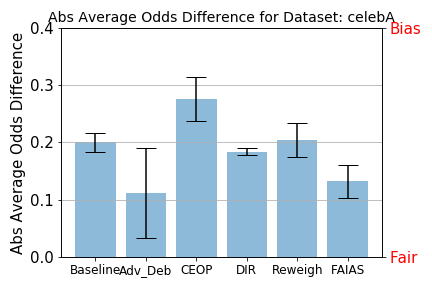 Abs Average Odds Difference for Dataset: celebA
Abs Average Odds Difference
0.4
0.3
0.2
0.1
0.0
Bias
Fair
Baseline Adv_Deb CEOP DIR Reweigh FAIAS